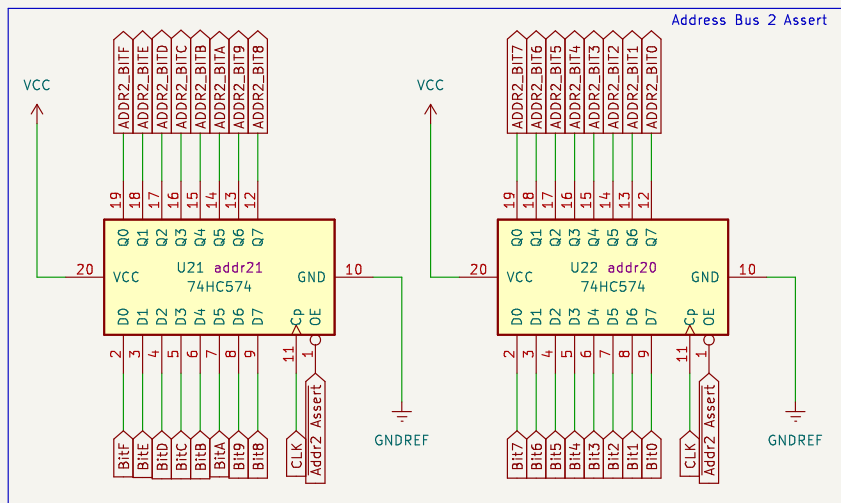 Address Bus 2 Assert
ADDR2_BITF ADDR2_BITE ADDR2_BITD ADDR2_BITC ADDR2_BITB ADDR2_BITA ADDR2_BIT9 ADDR2_BIT8
VCC
19 18 17 16 15 14 13 12
Q0 Q1 Q2 Q3 Q4 Q5 Q6 Q7
20 VCC
U21 addr21
74HC574
GND 10
D0 D1 D2 D3 D4 D5 D6 D7 Cp OE
2 3 4 5 6 7 8 9 11 1
BitF BitE BitD BitC BitB BitA Bit9 Bit8 CLK Addr2 Assert
GNDREF
ADDR2_BIT7 ADDR2_BIT6 ADDR2_BIT5 ADDR2_BIT4 ADDR2_BIT3 ADDR2_BIT2 ADDR2_BIT1 ADDR2_BIT0
VCC
19 18 17 16 15 14 13 12
Q0 Q1 Q2 Q3 Q4 Q5 Q6 Q7
20 VCC
U22 addr20
74HC574
GND 10
D0 D1 D2 D3 D4 D5 D6 D7 Cp OE
2 3 4 5 6 7 8 9 11 1
Bit7 Bit6 Bit5 Bit4 Bit3 Bit2 Bit1 Bit0 CLK Addr2 Assert
GNDREF